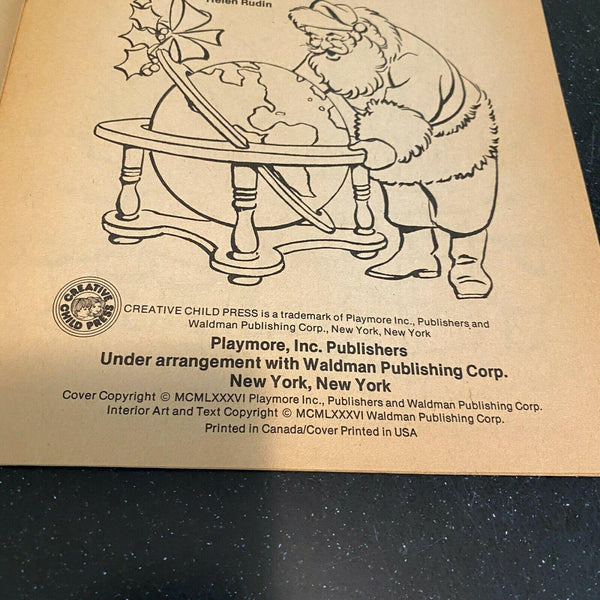 Helen Rudin
CREATIVE CHILD PRESS
CREATIVE CHILD PRESS is a trademark of Playmore Inc., Publishers and
Waldman Publishing Corp., New York, New York
Playmore, Inc. Publishers
Under arrangement with Waldman Publishing Corp.
New York, New York
Cover Copyright © MCMLXXXVI Playmore Inc., Publishers and Waldman Publishing Corp.
Interior Art and Text Copyright © MCMLXXXVI Waldman Publishing Corp.
Printed in Canada/Cover Printed in USA